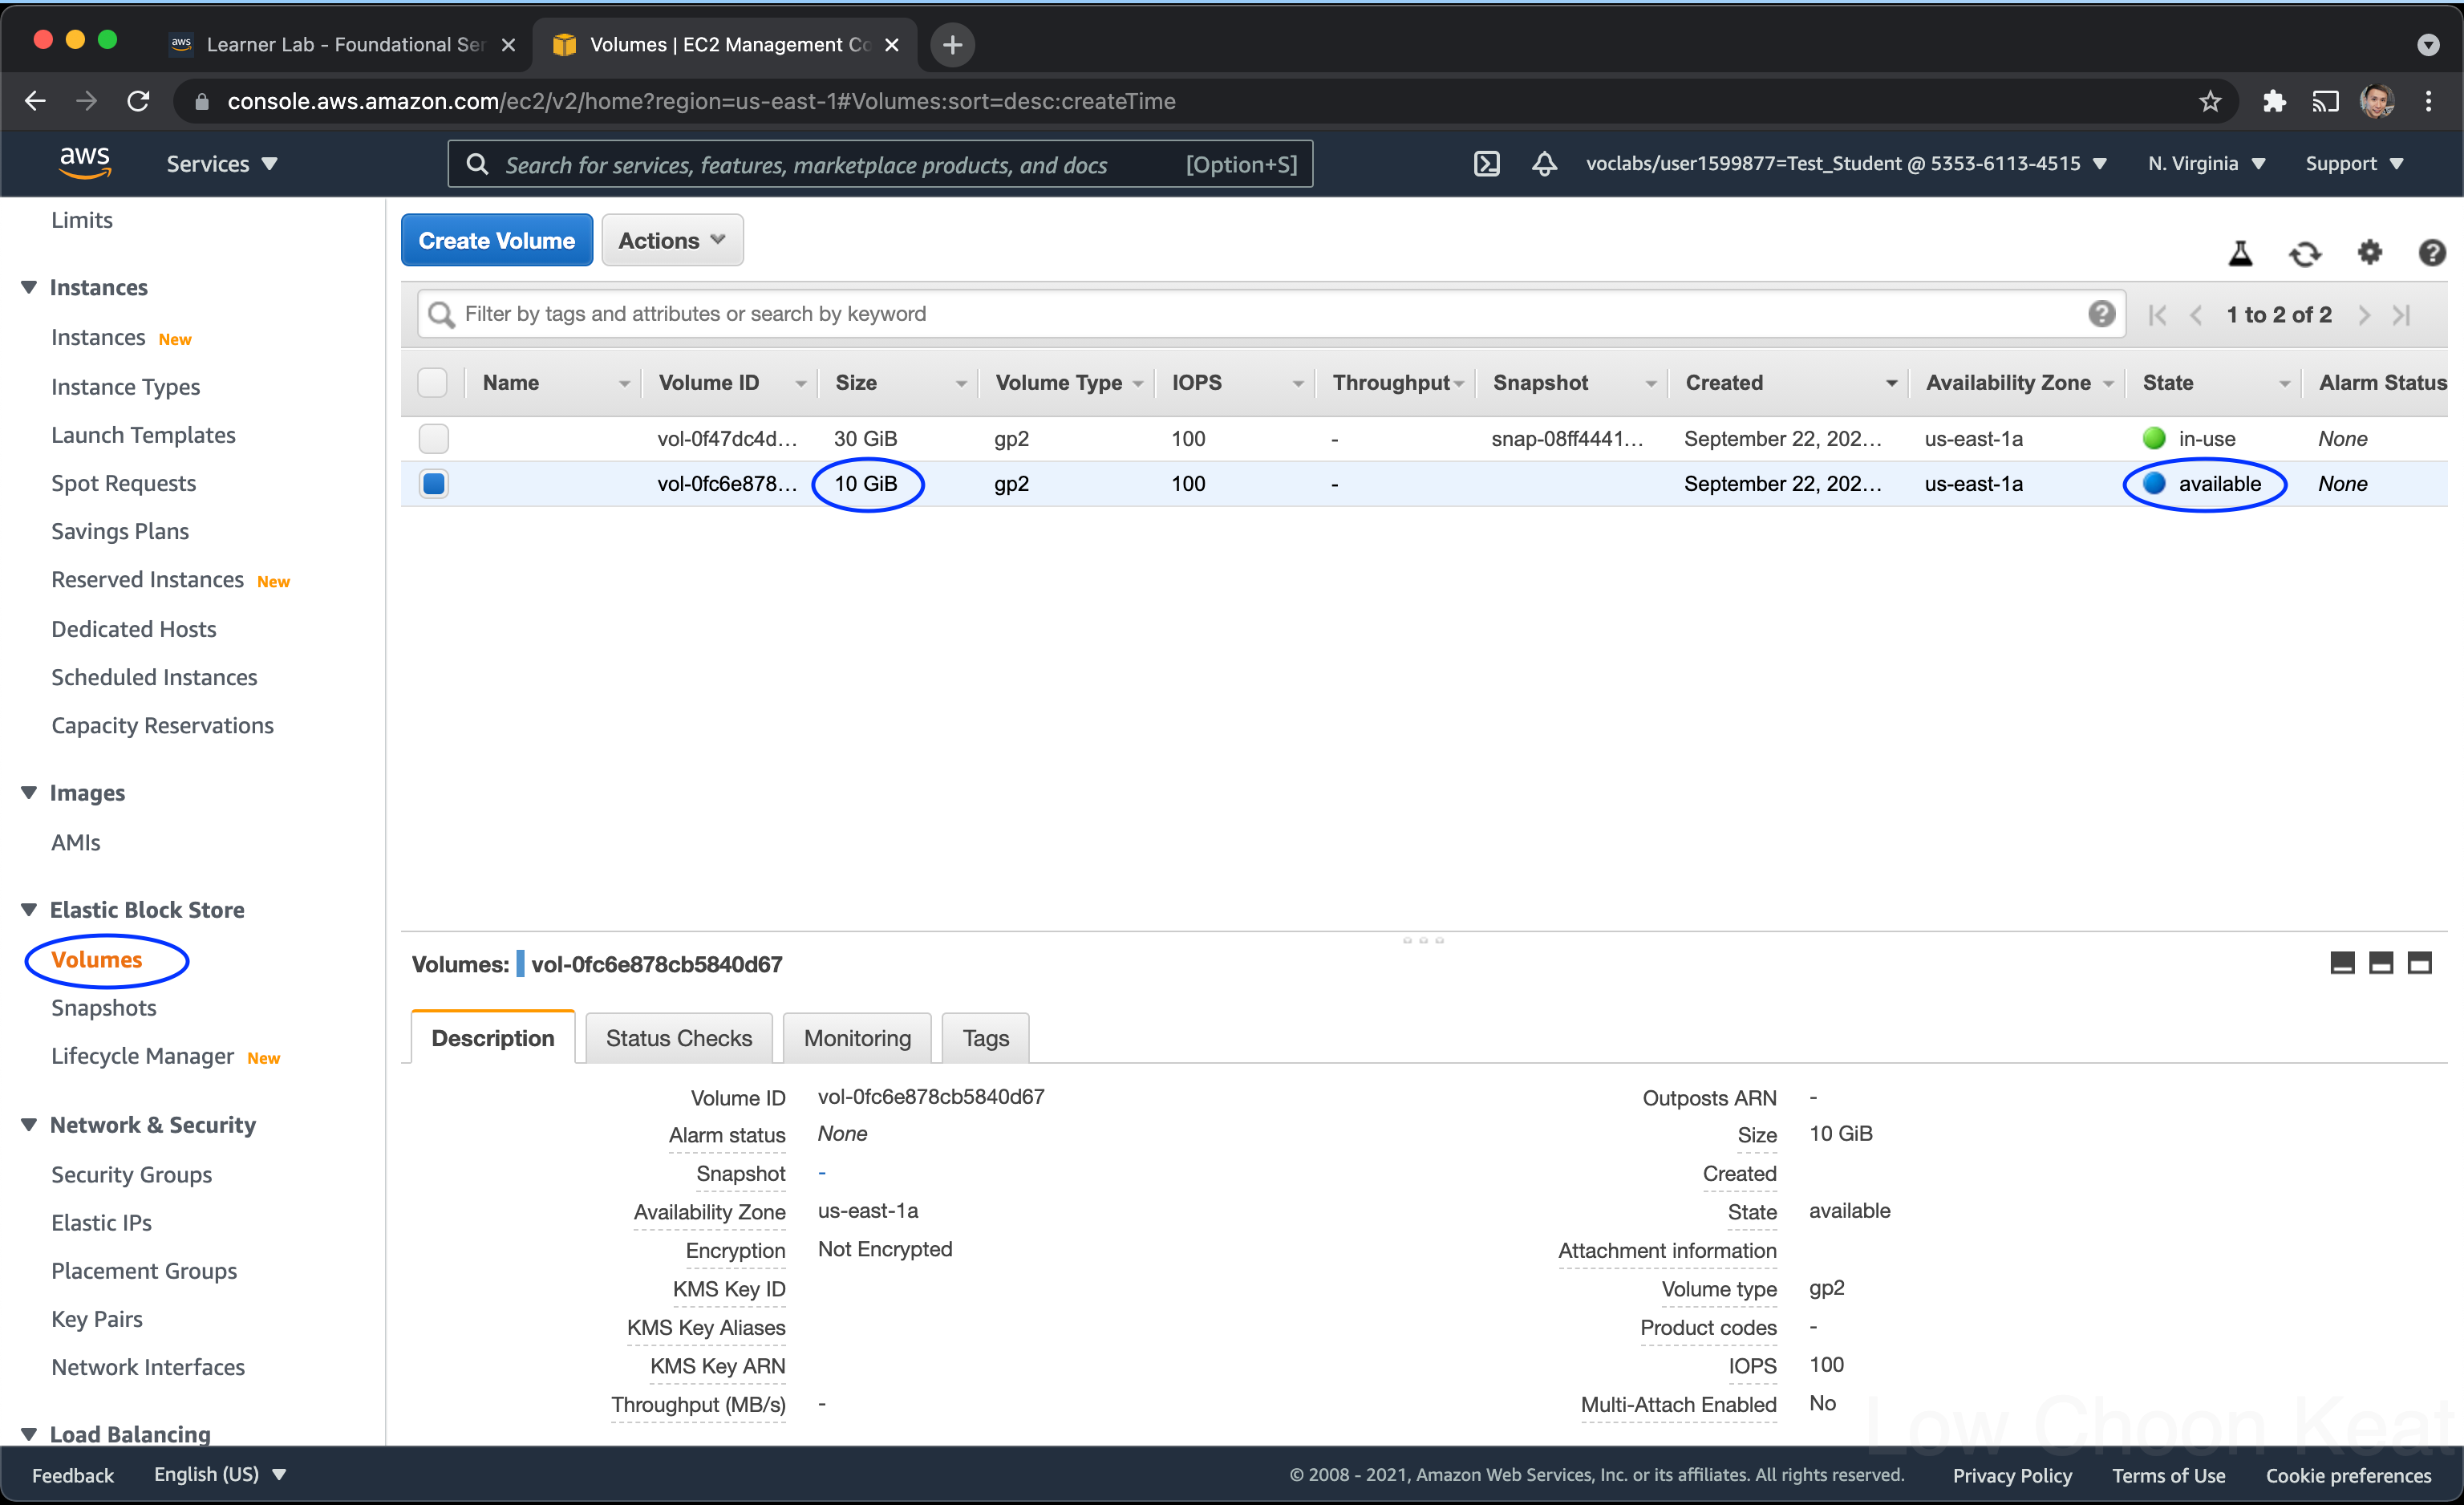 aws Learner Lab - Foundational Ser
Volumes | EC2 Management Co
console.aws.amazon.com/ec2/v2/home?region=us-east-1#Volumes:sort=desc:createTime
aws Services Search for services, features, marketplace products, and docs [Option+S] voclabs/user1599877=Test_Student @ 5353-6113-4515 N. Virginia Support
Limits
Instances
Instances New
Instance Types
Launch Templates
Spot Requests
Savings Plans
Reserved Instances New
Dedicated Hosts
Scheduled Instances
Capacity Reservations
Images
AMIs
Elastic Block Store
Volumes
Snapshots
Lifecycle Manager New
Network & Security
Security Groups
Elastic IPs
Placement Groups
Key Pairs
Network Interfaces
Load Balancing
Create Volume Actions
Filter by tags and attributes or search by keyword 1 to 2 of 2
Name Volume ID Size Volume Type IOPS Throughput Snapshot Created Availability Zone State Alarm Status
vol-0f47dc4d... 30 GiB gp2 100 - snap-08ff4441... September 22, 202... us-east-1a in-use None
vol-0fc6e878... 10 GiB gp2 100 - September 22, 202... us-east-1a available None
Volumes: vol-0fc6e878cb5840d67
Description Status Checks Monitoring Tags
Volume ID vol-0fc6e878cb5840d67
Alarm status None
Snapshot -
Availability Zone us-east-1a
Encryption Not Encrypted
KMS Key ID
KMS Key Aliases
KMS Key ARN
Throughput (MB/s) -
Outposts ARN -
Size 10 GiB
Created
State available
Attachment information
Volume type gp2
Product codes -
IOPS 100
Multi-Attach Enabled No
Low Choon Keat
Feedback English (US) © 2008 - 2021, Amazon Web Services, Inc. or its affiliates. All rights reserved. Privacy Policy Terms of Use Cookie preferences